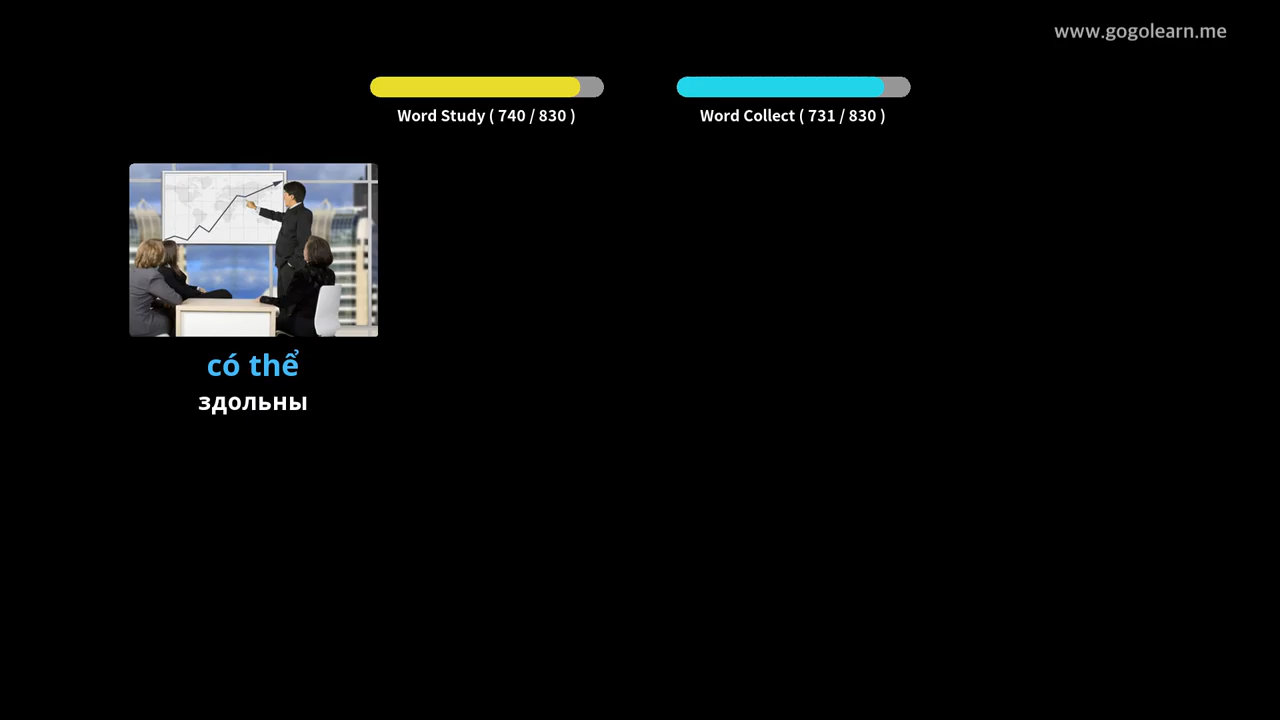 www.gogolearn.me
Word Study ( 740 / 830 )
Word Collect ( 731 / 830 )
có thể
здольны